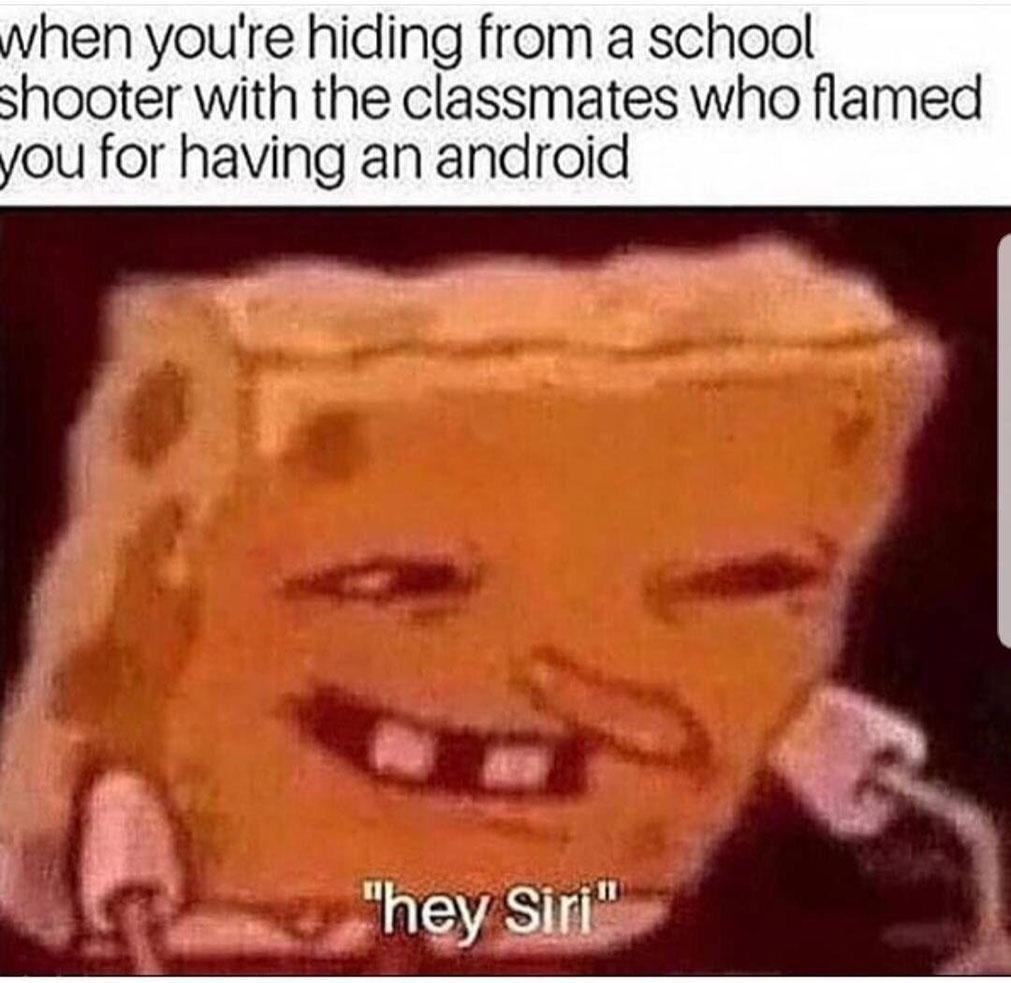 when you're hiding from a school
shooter with the classmates who flamed
you for having an android
"hey Siri"